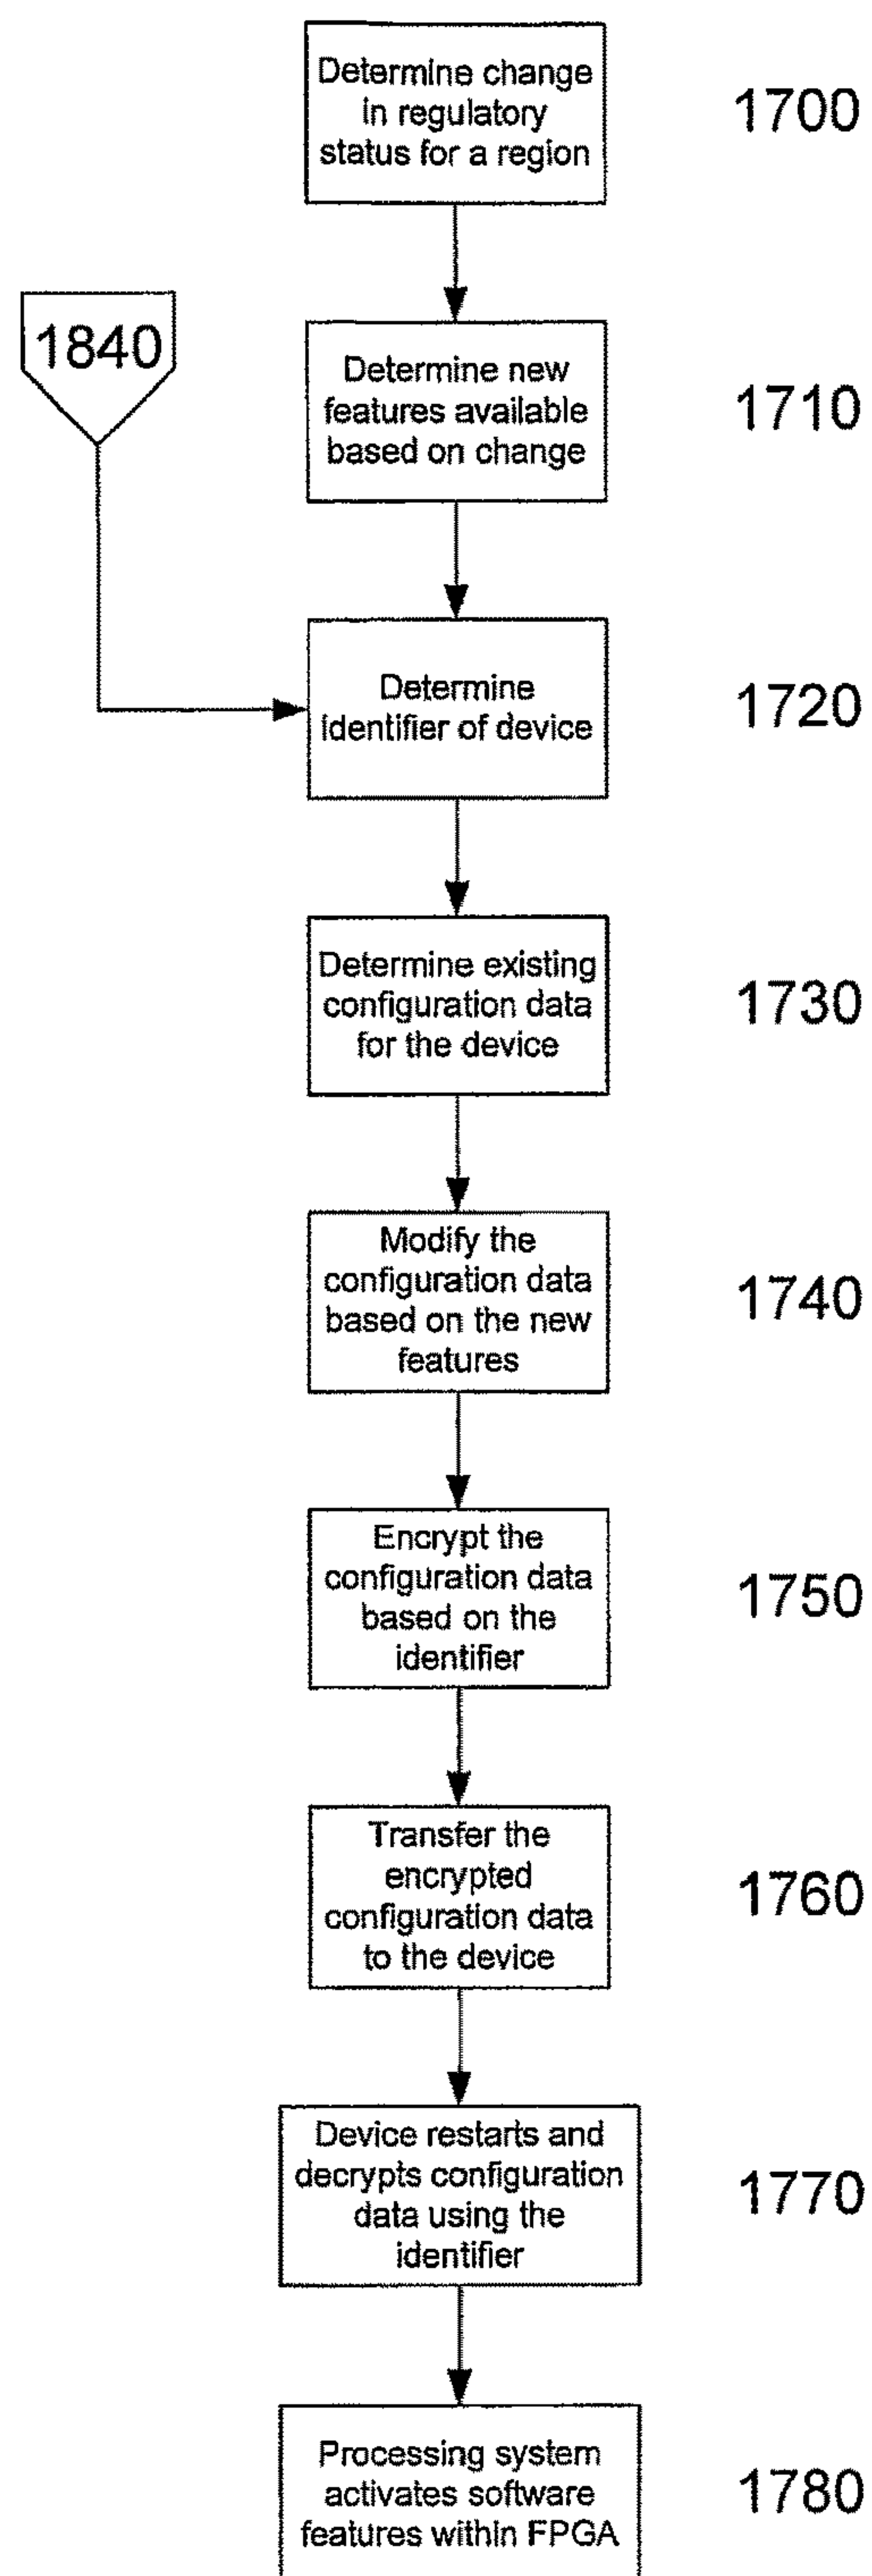 Determine change
in regulatory
status for a region
1700
1840
Determine new
features available
based on change
1710
Determine
identifier of device
1720
Determine existing
configuration data
for the device
1730
Modify the
configuration data
based on the new
features
1740
Encrypt the
configuration data
based on the
identifier
1750
Transfer the
encrypted
configuration data
to the device
1760
Device restarts and
decrypts configuration
data using the
identifier
1770
Processing system
activates software
features within FPGA
1780